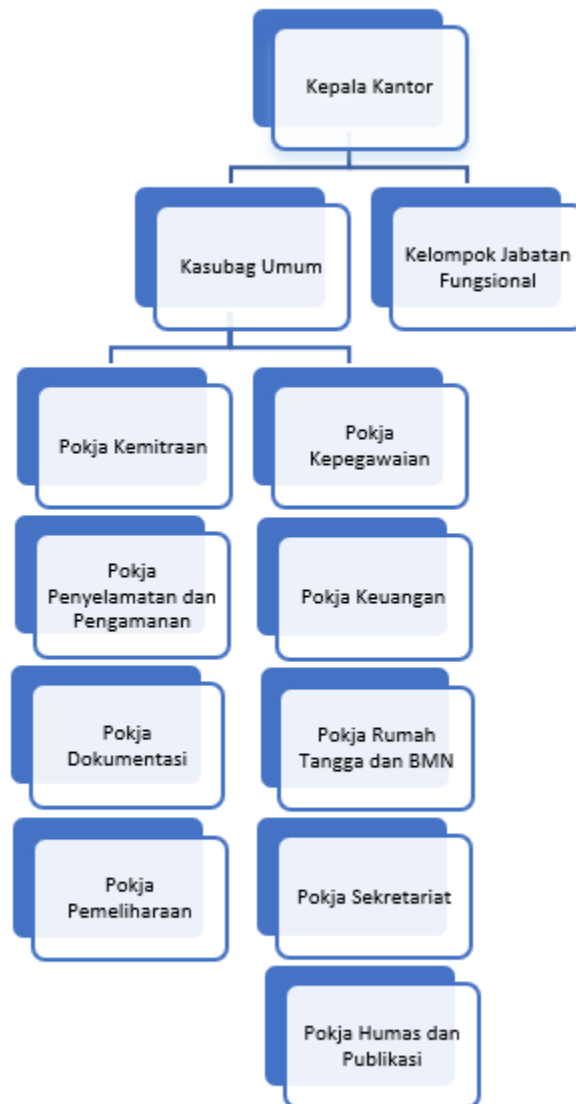 Kepala Kantor
Kasubag Umum
Kelompok Jabatan
Fungsional
Pokja Kemitraan
Pokja
Kepegawaian
Pokja
Penyelamatan dan
Pengamanan
Pokja Keuangan
Pokja
Dokumentasi
Pokja Rumah
Tangga dan BMN
Pokja
Pemeliharaan
Pokja Sekretariat
Pokja Humas dan
Publikasi